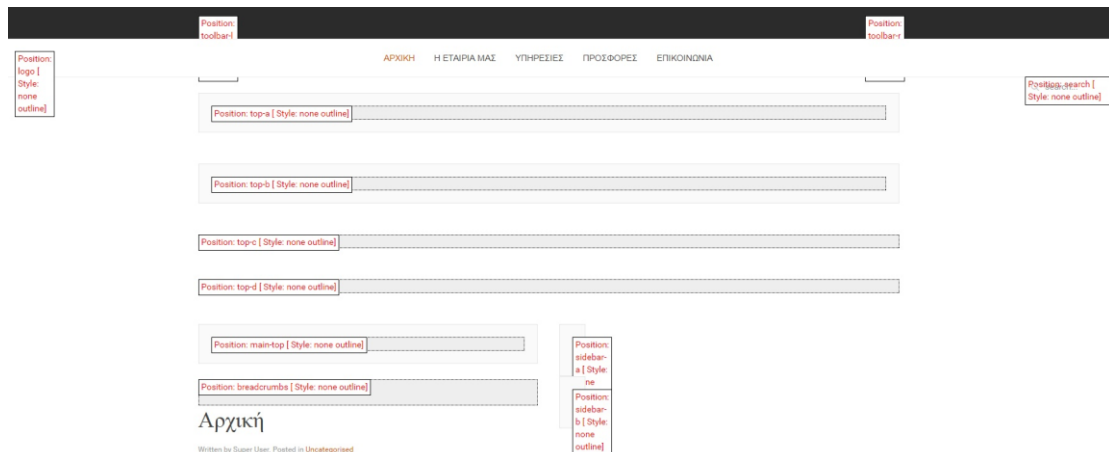 Position:
toolbar-l
Position:
toolbar-r
Position:
logo [
Style:
none
outline]
ΑΡΧΙΚΗ Η ΕΤΑΙΡΙΑ ΜΑΣ ΥΠΗΡΕΣΙΕΣ ΠΡΟΣΦΟΡΕΣ ΕΠΙΚΟΙΝΩΝΙΑ
Position: search [
Style: none outline]
Position: top-a [ Style: none outline]
Position: top-b [ Style: none outline]
Position: top-c [ Style: none outline]
Position: top-d [ Style: none outline]
Position: main-top [ Style: none outline]
Position:
sidebar-
a [ Style:
ne
Position: breadcrumbs [ Style: none outline]
Position:
sidebar-
b [ Style:
none
outline]
Αρχική
Written by Super User. Posted in Uncategorised